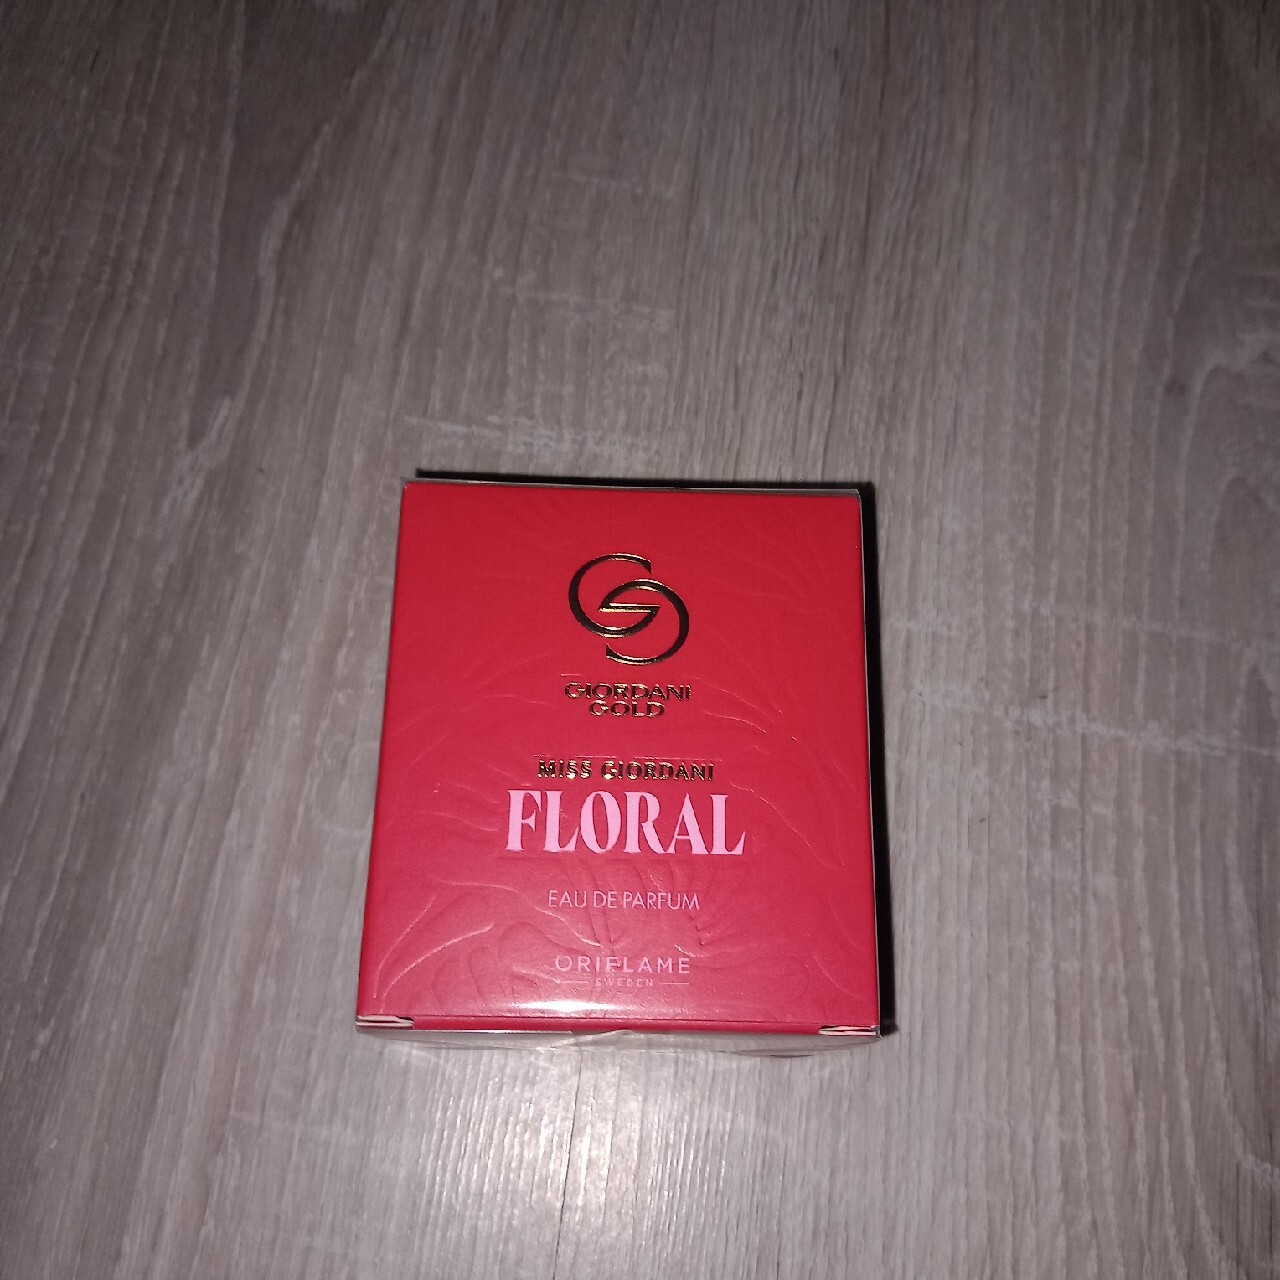 GIORDANI
GOLD
MISS GIORDANI
FLORAL
EAU DE PARFUM
ORIFLAME
SWEDEN